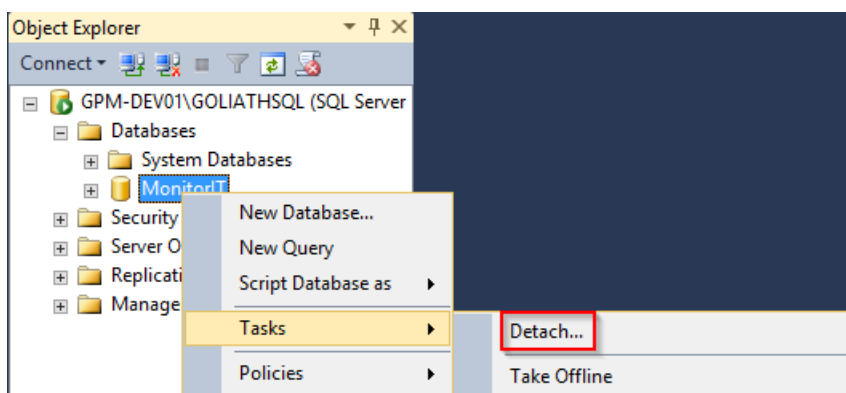 Object Explorer
Connect
GPM-DEV01\GOLIATHSQL (SQL Server
Databases
System Databases
MonitorIT
Security
New Database...
Server O
New Query
Replicati
Script Database as
Manage
Tasks
Detach...
Policies
Take Offline